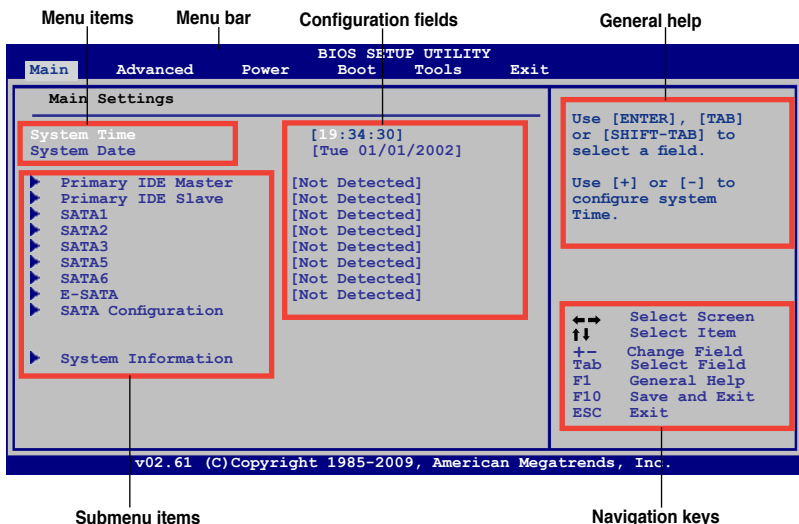 Menu items Menu bar Configuration fields General help
BIOS SETUP UTILITY
Main Advanced Power Boot Tools Exit
Main Settings
System Time [19:34:30]
System Date [Tue 01/01/2002]
Primary IDE Master [Not Detected]
Primary IDE Slave [Not Detected]
SATA1 [Not Detected]
SATA2 [Not Detected]
SATA3 [Not Detected]
SATA5 [Not Detected]
SATA6 [Not Detected]
E-SATA [Not Detected]
SATA Configuration
System Information
Use [ENTER], [TAB]
or [SHIFT-TAB] to
select a field.
Use [+] or [-] to
configure system
Time.
←→ Select Screen
↑↓ Select Item
+- Change Field
Tab Select Field
F1 General Help
F10 Save and Exit
ESC Exit
v02.61 (C)Copyright 1985-2009, American Megatrends, Inc.
Submenu items Navigation keys